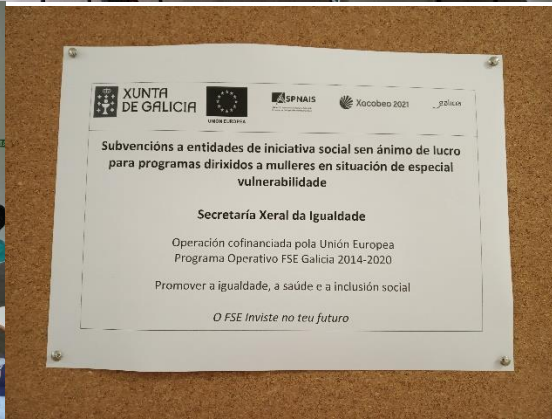 XUNTA
DE GALICIA
UNIÓN EUROPEA
ASPNAIS
Xacobeo 2021
galicia
Subvencións a entidades de iniciativa social sen ánimo de lucro
para programas dirixidos a mulleres en situación de especial
vulnerabilidade
Secretaría Xeral da Igualdade
Operación cofinanciada pola Unión Europea
Programa Operativo FSE Galicia 2014-2020
Promover a igualdade, a saúde e a inclusión social
O FSE Inviste no teu futuro